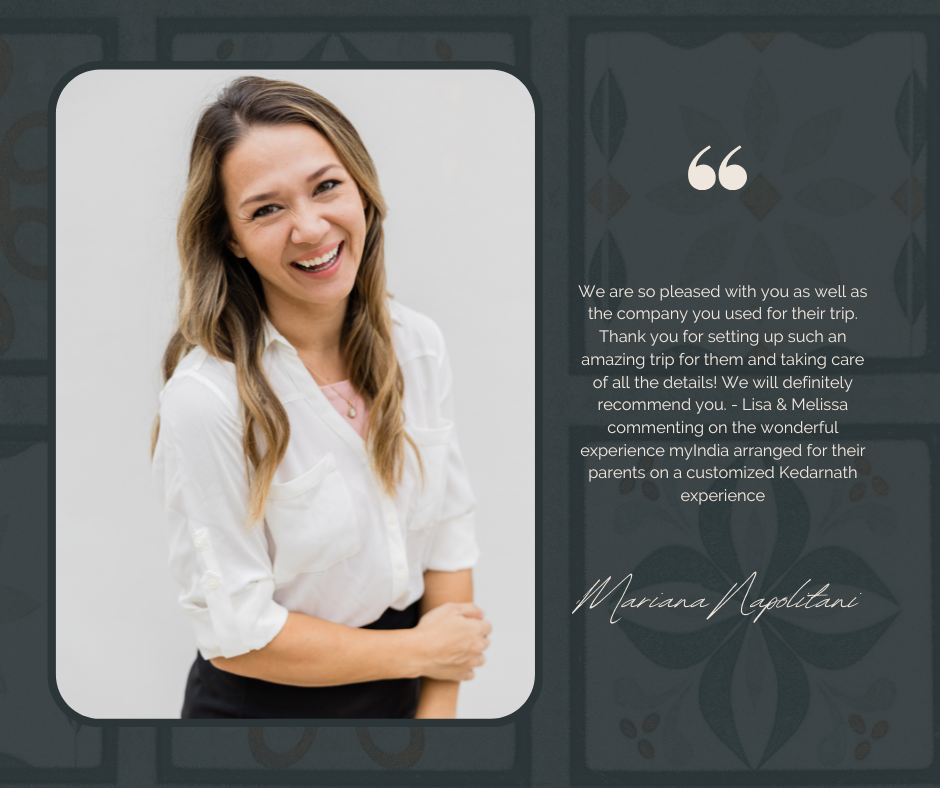 “
We are so pleased with you as well as
the company you used for their trip.
Thank you for setting up such an
amazing trip for them and taking care
of all the details! We will definitely
recommend you. - Lisa & Melissa
commenting on the wonderful
experience myIndia arranged for their
parents on a customized Kedarnath
experience
Mariana Napolitani